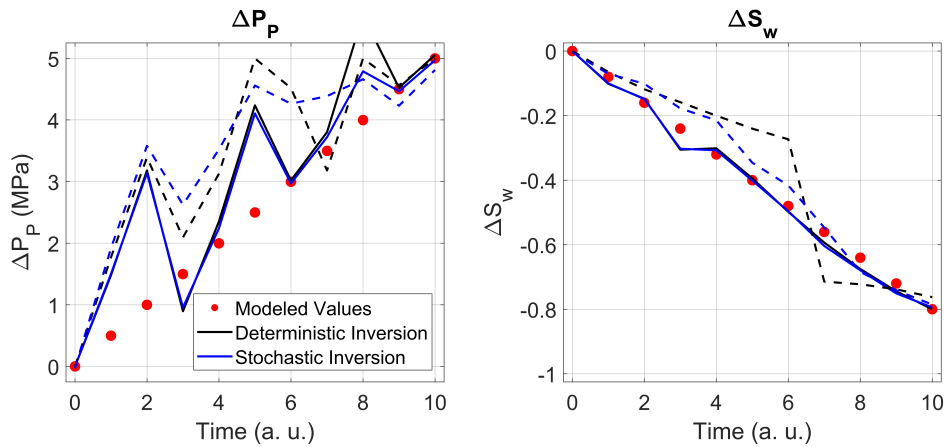 ΔP_P
ΔP_P (MPa)
5
4
3
2
1
0
Modeled Values
Deterministic Inversion
Stochastic Inversion
0 2 4 6 8 10
Time (a. u.)
ΔS_w
ΔS_w
0
-0.2
-0.4
-0.6
-0.8
-1
0 2 4 6 8 10
Time (a. u.)